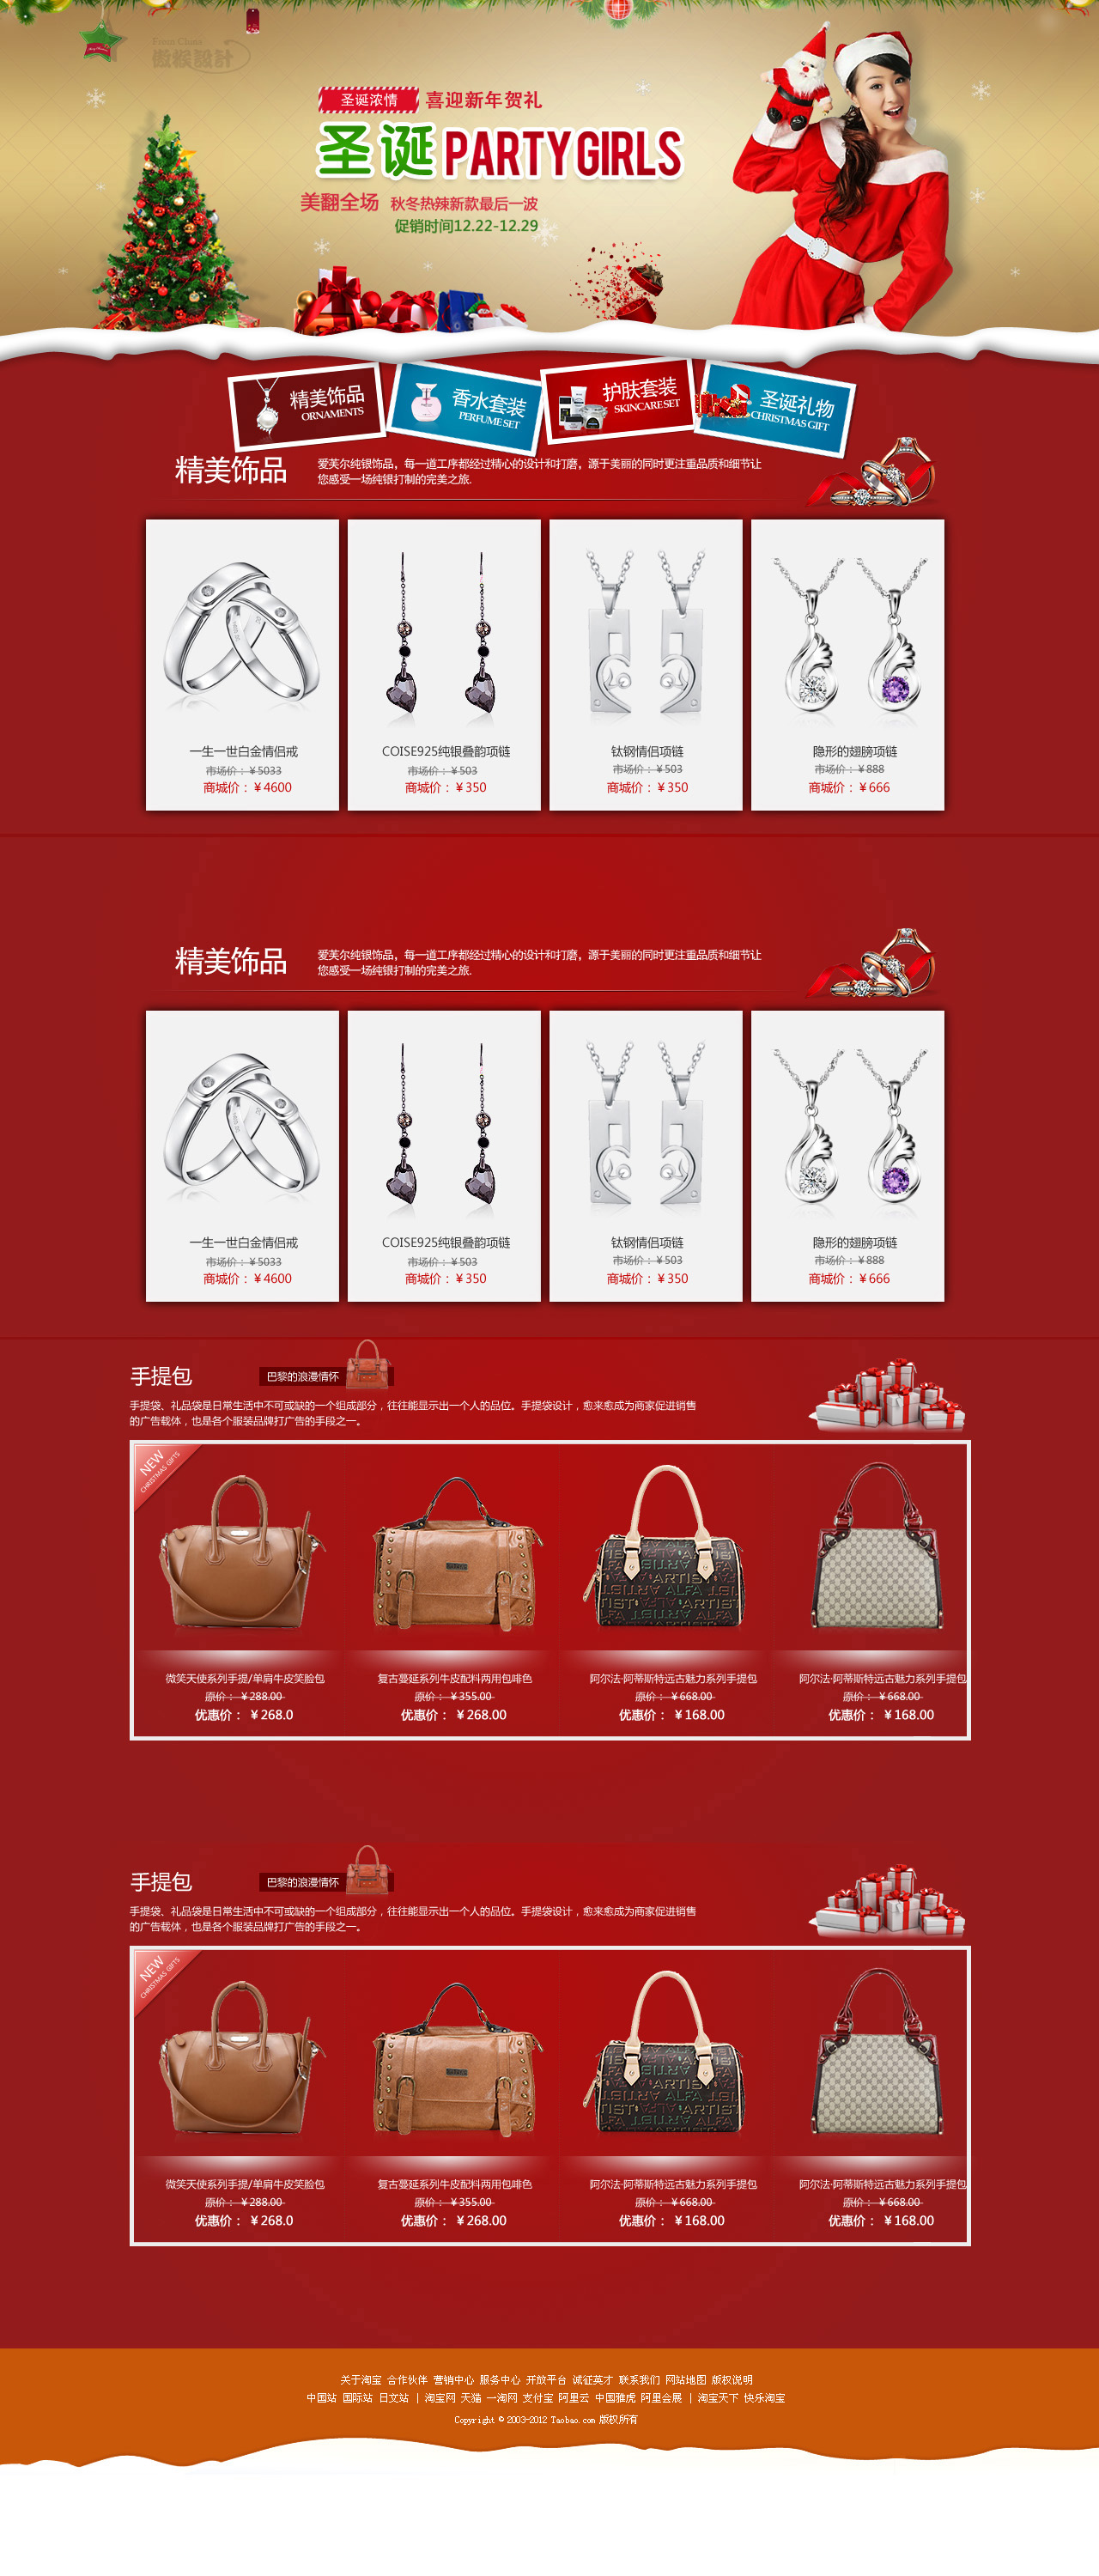 From China
傲猴設計
圣诞浓情 喜迎新年贺礼
圣诞 PARTY GIRLS
美翻全场 秋冬热辣新款最后一波
促销时间12.22-12.29
精美饰品
ORNAMENTS
香水套装
PERFUME SET
护肤套装
SKINCARE SET
圣诞礼物
CHRISTMAS GIFT
精美饰品
爱芙尔纯银饰品，每一道工序都经过精心的设计和打磨，源于美丽的同时更注重品质和细节让
您感受一场纯银打制的完美之旅.
一生一世白金情侣戒
市场价：￥5033
商城价：￥4600
COISE925纯银叠韵项链
市场价：￥503
商城价：￥350
钛钢情侣项链
市场价：￥503
商城价：￥350
隐形的翅膀项链
市场价：￥888
商城价：￥666
精美饰品
爱芙尔纯银饰品，每一道工序都经过精心的设计和打磨，源于美丽的同时更注重品质和细节让
您感受一场纯银打制的完美之旅.
一生一世白金情侣戒
市场价：￥5033
商城价：￥4600
COISE925纯银叠韵项链
市场价：￥503
商城价：￥350
钛钢情侣项链
市场价：￥503
商城价：￥350
隐形的翅膀项链
市场价：￥888
商城价：￥666
手提包
巴黎的浪漫情怀
手提袋、礼品袋是日常生活中不可或缺的一个组成部分，往往能显示出一个人的品位。手提袋设计，愈来愈成为商家促进销售
的广告载体，也是各个服装品牌打广告的手段之一。
NEW
CHRISTMAS GIFTS
微笑天使系列手提/单肩牛皮笑脸包
原价：￥288.00
优惠价：￥268.0
复古蔓延系列牛皮配料两用包啡色
原价：￥355.00
优惠价：￥268.00
阿尔法·阿蒂斯特远古魅力系列手提包
原价：￥668.00
优惠价：￥168.00
阿尔法·阿蒂斯特远古魅力系列手提包
原价：￥668.00
优惠价：￥168.00
手提包
巴黎的浪漫情怀
手提袋、礼品袋是日常生活中不可或缺的一个组成部分，往往能显示出一个人的品位。手提袋设计，愈来愈成为商家促进销售
的广告载体，也是各个服装品牌打广告的手段之一。
NEW
CHRISTMAS GIFTS
微笑天使系列手提/单肩牛皮笑脸包
原价：￥288.00
优惠价：￥268.0
复古蔓延系列牛皮配料两用包啡色
原价：￥355.00
优惠价：￥268.00
阿尔法·阿蒂斯特远古魅力系列手提包
原价：￥668.00
优惠价：￥168.00
阿尔法·阿蒂斯特远古魅力系列手提包
原价：￥668.00
优惠价：￥168.00
关于淘宝 合作伙伴 营销中心 服务中心 开放平台 诚征英才 联系我们 网站地图 版权说明
中国站 国际站 日文站 | 淘宝网 天猫 一淘网 支付宝 阿里云 中国雅虎 阿里会展 | 淘宝天下 快乐淘宝
Copyright © 2003-2012 Taobao.com 版权所有